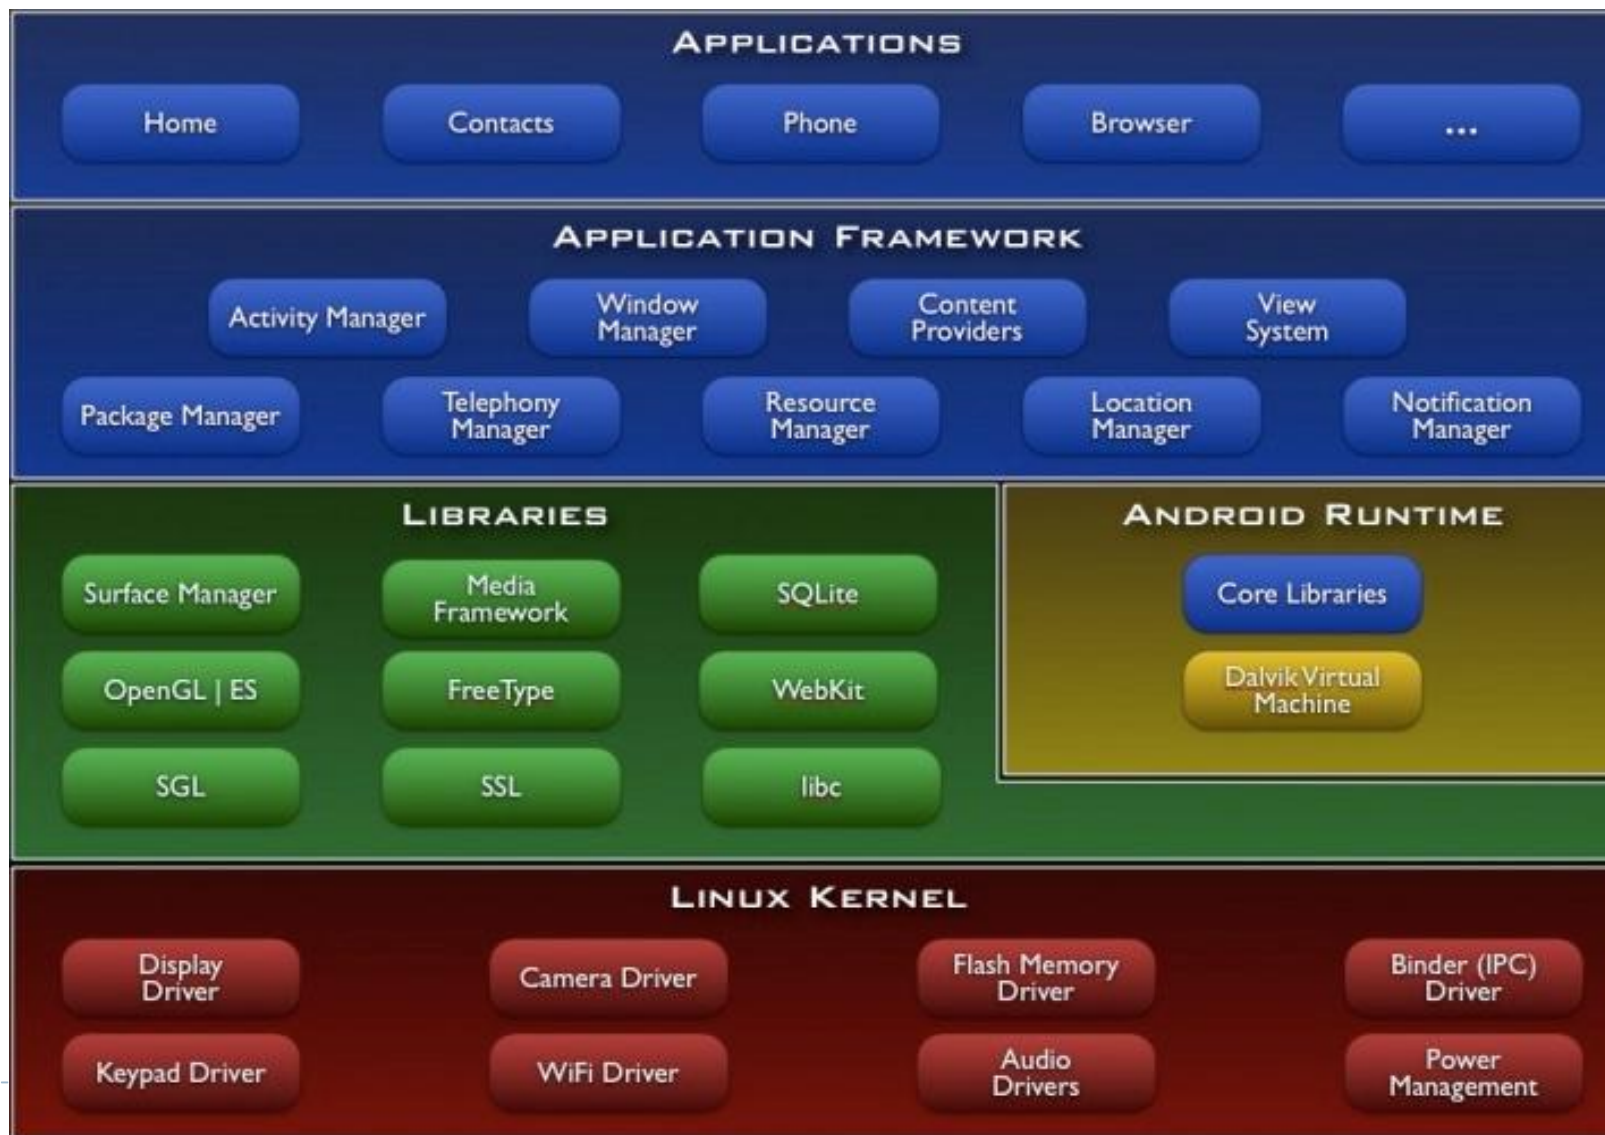 APPLICATIONS
Home
Contacts
Phone
Browser
...
APPLICATION FRAMEWORK
Activity Manager
Window
Manager
Content
Providers
View
System
Package Manager
Telephony
Manager
Resource
Manager
Location
Manager
Notification
Manager
LIBRARIES
Surface Manager
Media
Framework
SQLite
OpenGL | ES
FreeType
WebKit
SGL
SSL
libc
ANDROID RUNTIME
Core Libraries
Dalvik Virtual
Machine
LINUX KERNEL
Display
Driver
Camera Driver
Flash Memory
Driver
Binder (IPC)
Driver
Keypad Driver
WiFi Driver
Audio
Drivers
Power
Management